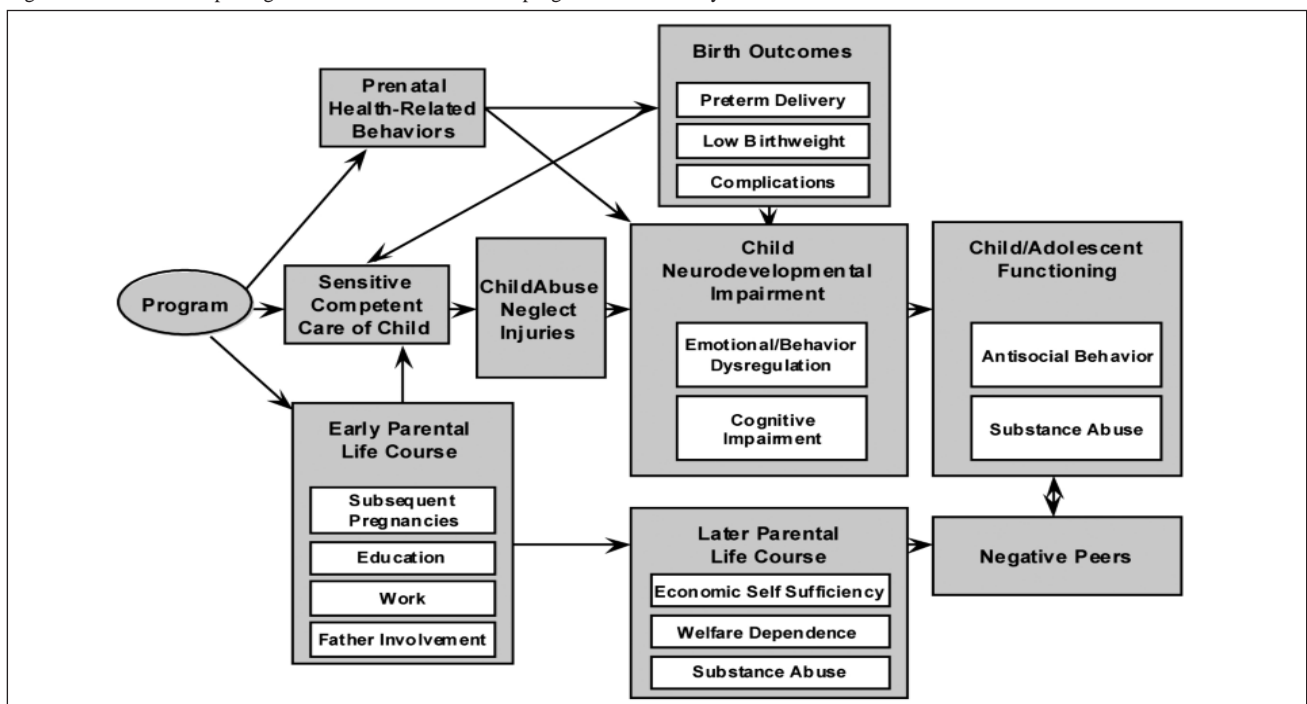 Birth Outcomes
Preterm Delivery
Low Birthweight
Complications
Prenatal
Health-Related
Behaviors
Program
Sensitive
Competent
Care of Child
ChildAbuse
Neglect
Injuries
Child
Neurodevelopmental
Impairment
Emotional/Behavior
Dysregulation
Cognitive
Impairment
Child/Adolescent
Functioning
Antisocial Behavior
Substance Abuse
Early Parental
Life Course
Subsequent
Pregnancies
Education
Work
Father Involvement
Later Parental
Life Course
Economic Self Sufficiency
Welfare Dependence
Substance Abuse
Negative Peers